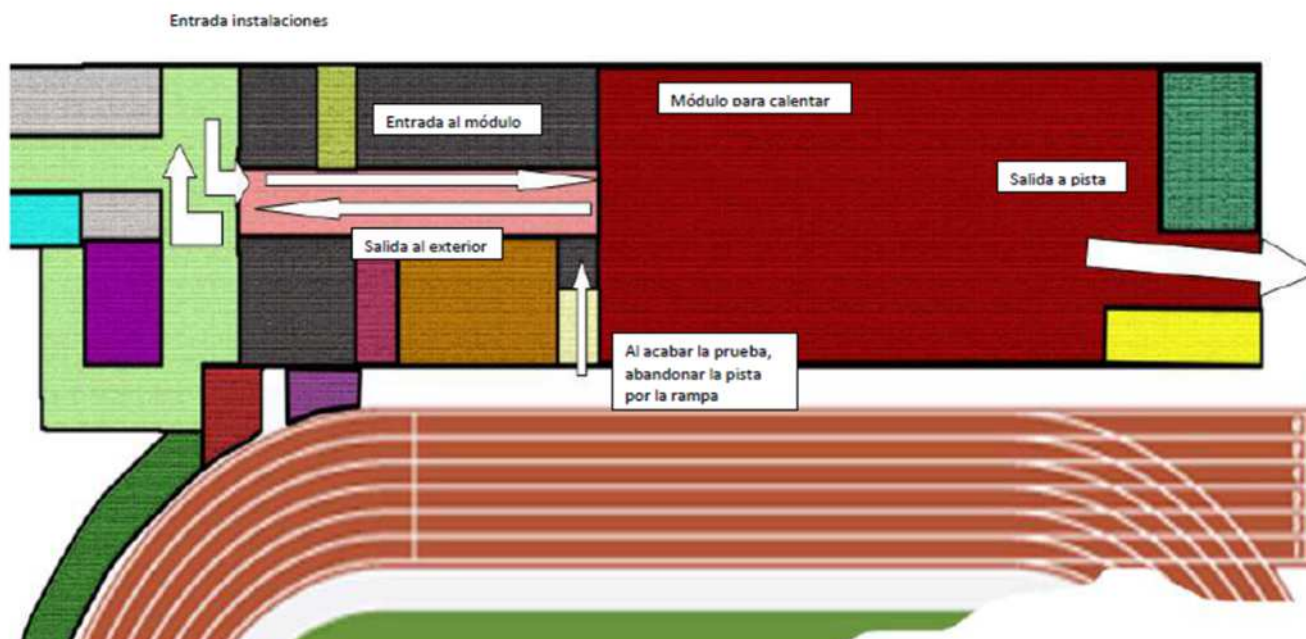 Entrada instalaciones
Módulo para calentar
Entrada al módulo
Salida a pista
Salida al exterior
Al acabar la prueba,
abandonar la pista
por la rampa